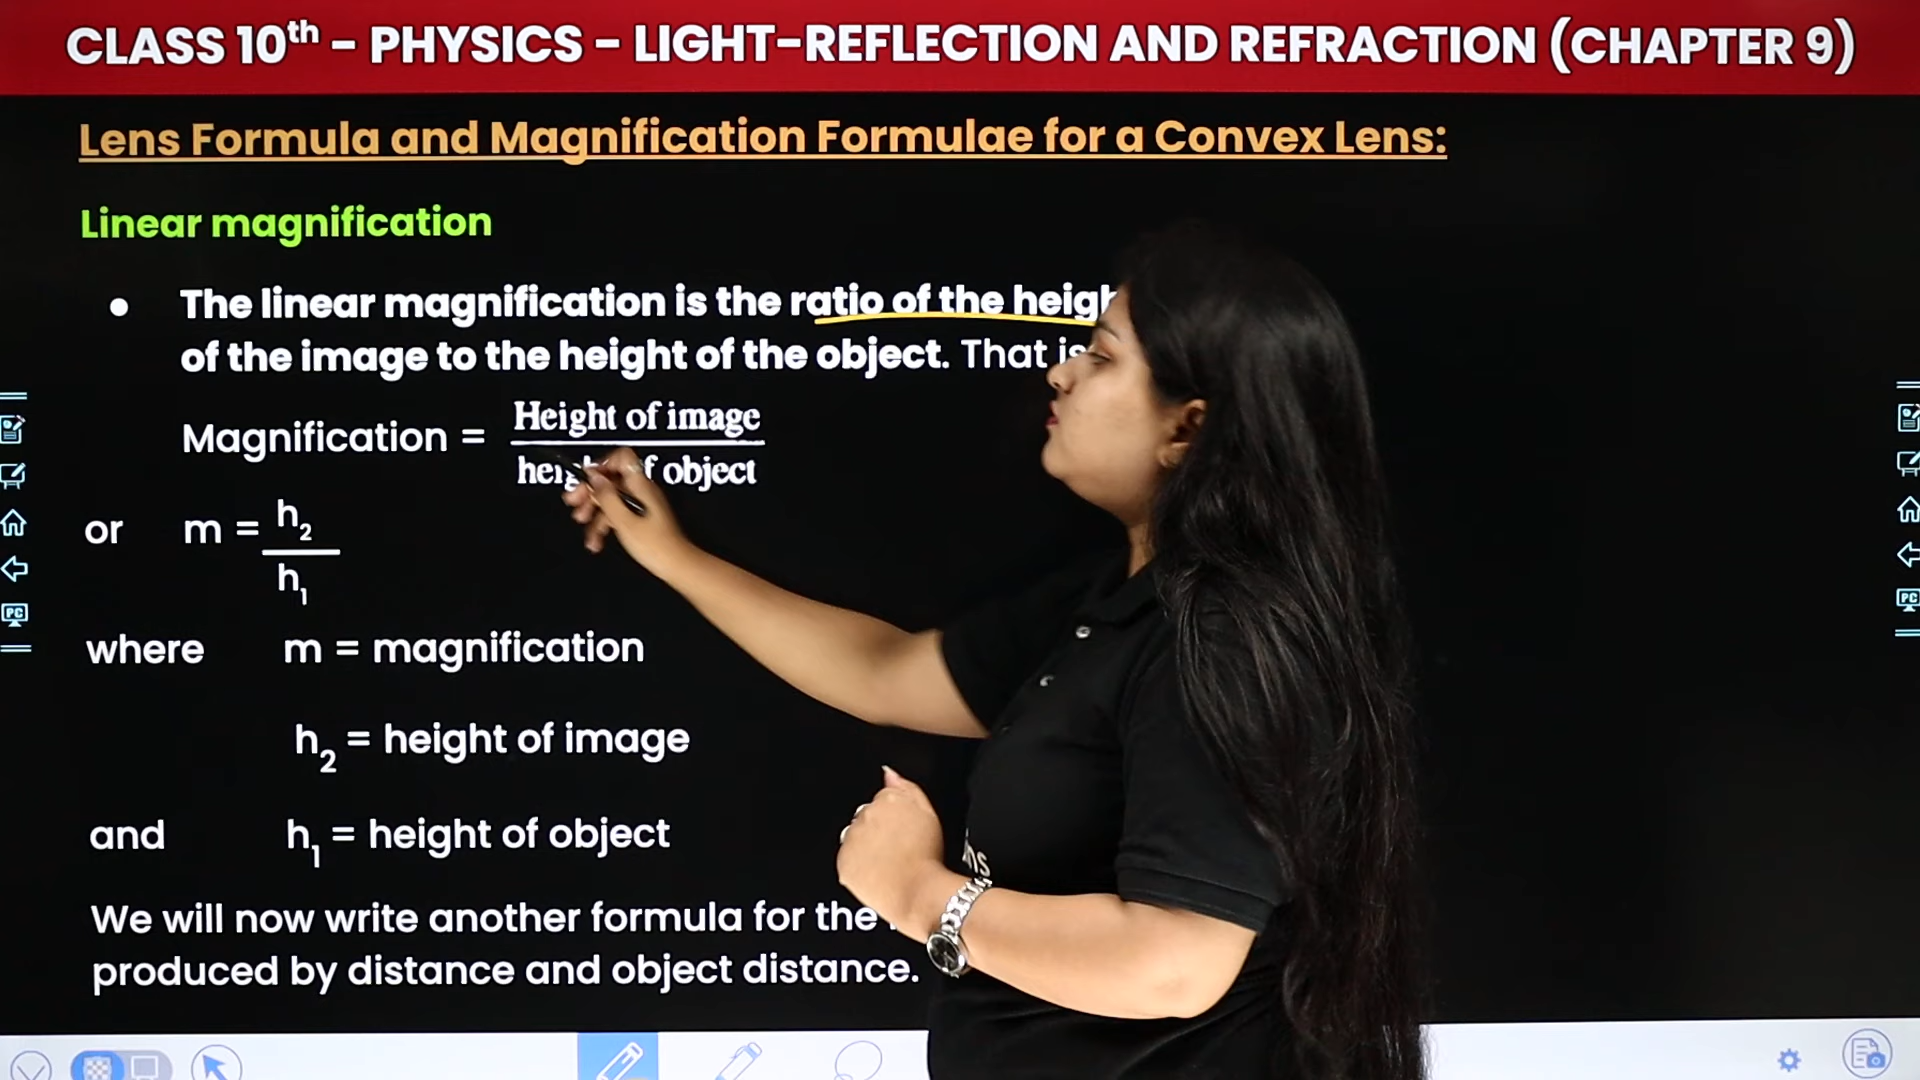 CLASS 10th - PHYSICS - LIGHT-REFLECTION AND REFRACTION (CHAPTER 9)
Lens Formula and Magnification Formulae for a Convex Lens:
Linear magnification
● The linear magnification is the ratio of the
of the image to the height of the object. That is
Magnification = Height of image
of object
or m = h₂
h₁
where m = magnification
h₂ = height of image
and h₁ = height of object
We will now write another formula for the
produced by distance and object distance.
PC
PC